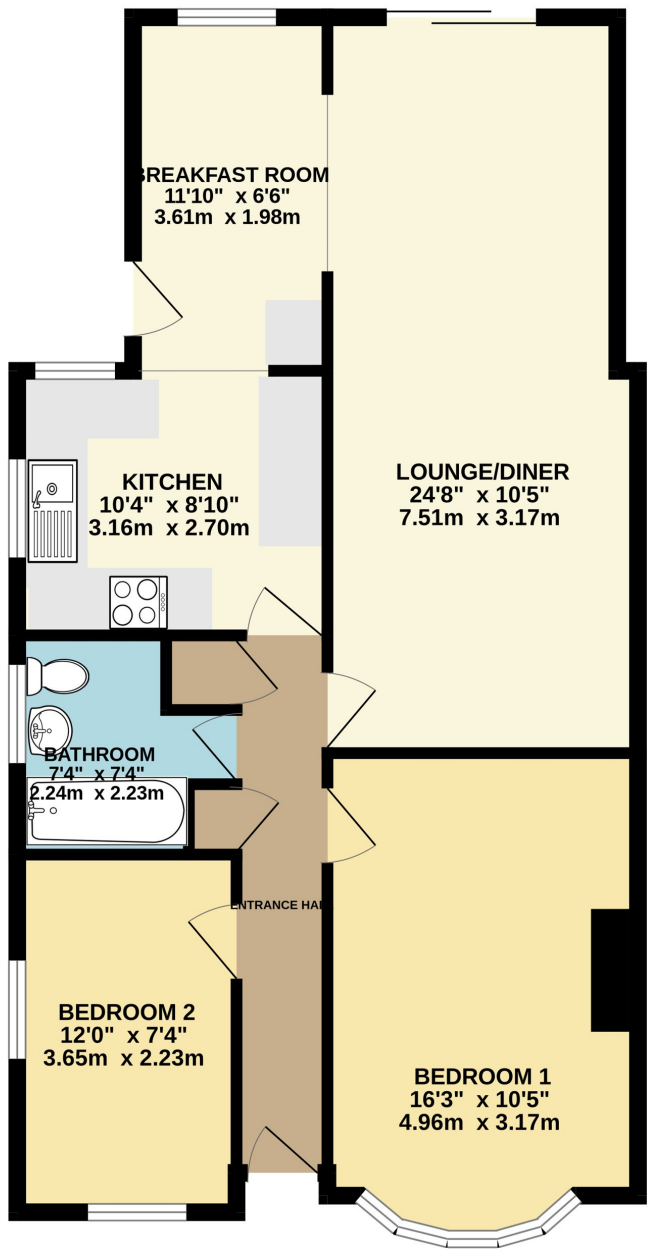 BREAKFAST ROOM
11'10" x 6'6"
3.61m x 1.98m
KITCHEN
10'4" x 8'10"
3.16m x 2.70m
LOUNGE/DINER
24'8" x 10'5"
7.51m x 3.17m
BATHROOM
7'4" x 7'4"
2.24m x 2.23m
ENTRANCE HALL
BEDROOM 2
12'0" x 7'4"
3.65m x 2.23m
BEDROOM 1
16'3" x 10'5"
4.96m x 3.17m